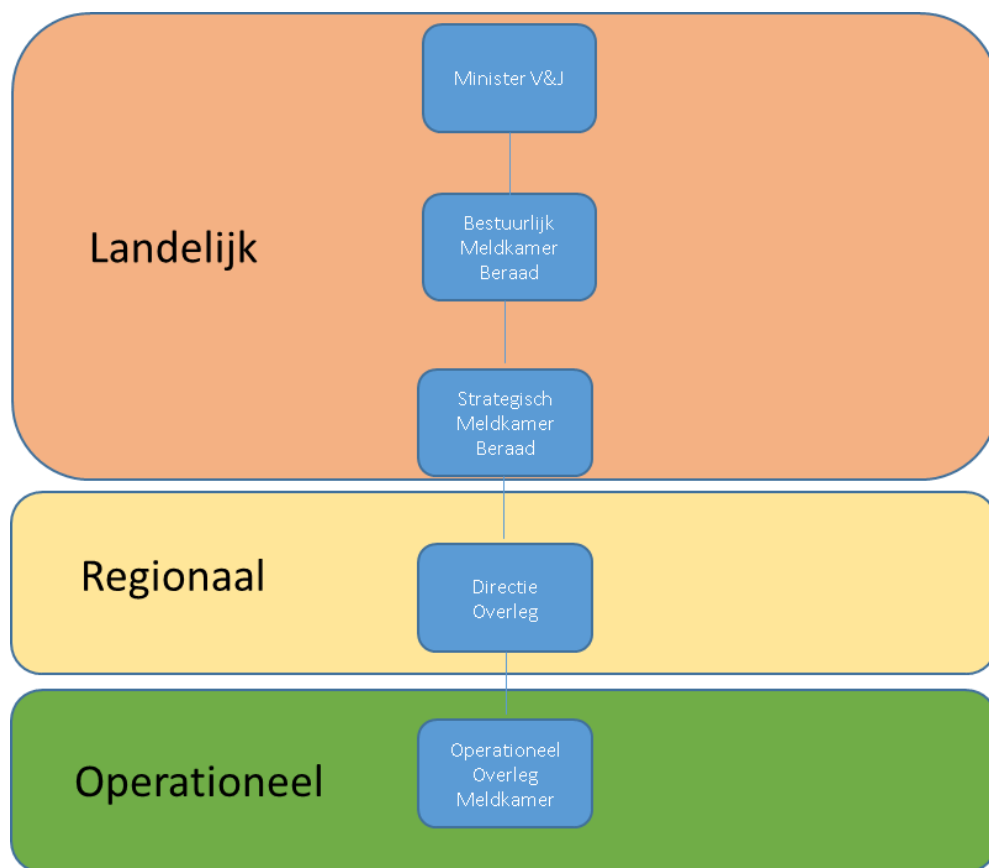 Minister V&J
Landelijk
Bestuurlijk
Meldkamer
Beraad
Strategisch
Meldkamer
Beraad
Regionaal
Directie
Overleg
Operationeel
Operationeel
Overleg
Meldkamer